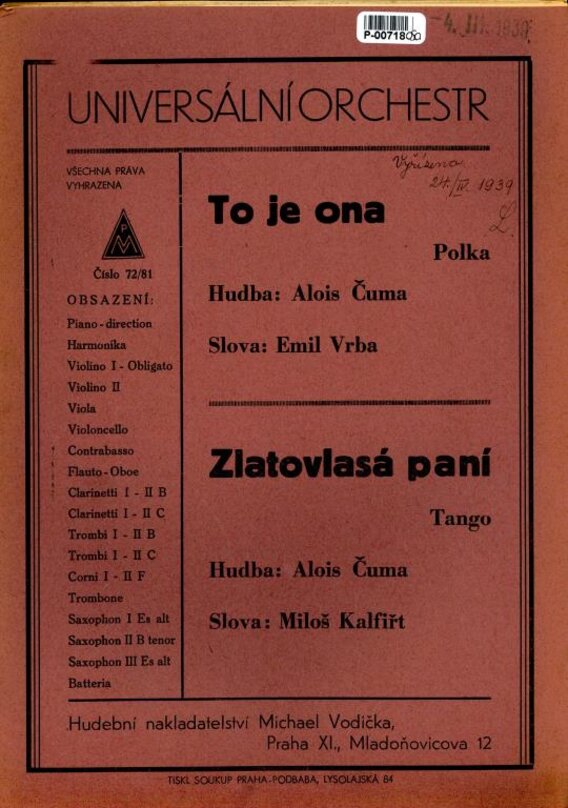 P-00718
-4. III. 1939
UNIVERSÁLNÍ ORCHESTR
VŠECHNA PRÁVA
VYHRAZENA
Vyřízena
24./IV. 1939
PM
Číslo 72/81
OBSAZENÍ:
Piano - direction
Harmonika
Violino I - Obligato
Violino II
Viola
Violoncello
Contrabasso
Flauto - Oboe
Clarinetti I - II B
Clarinetti I - II C
Trombi I - II B
Trombi I - II C
Corni I - II F
Trombone
Saxophon I Es alt
Saxophon II B tenor
Saxophon III Es alt
Batteria
To je ona
Polka
Hudba: Alois Čuma
Slova: Emil Vrba
Zlatovlasá paní
Tango
Hudba: Alois Čuma
Slova: Miloš Kalfiřt
Hudební nakladatelství Michael Vodička,
Praha XI., Mladoňovicova 12
TISKL SOUKUP PRAHA-PODBABA, LYSOLAJSKÁ 84